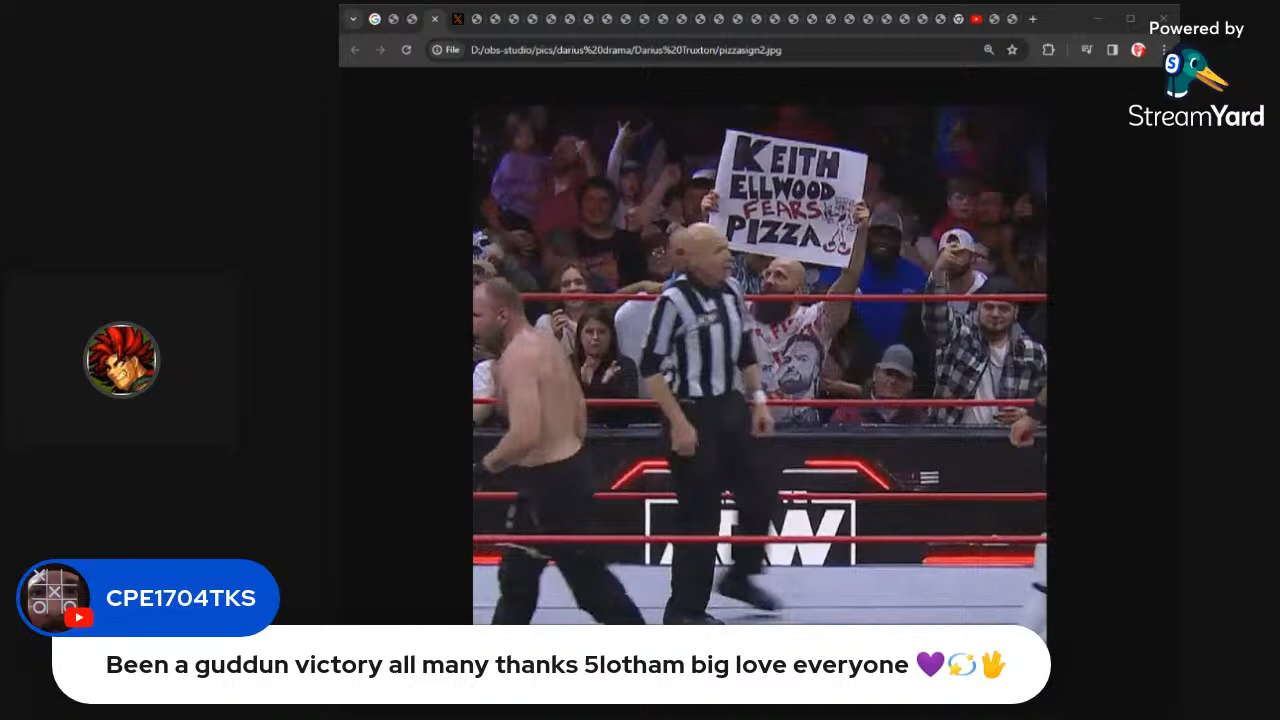 File
D:/obs-studio/pics/darius%20drama/Darius%20Truxton/pizzasign2.jpg
Powered by
StreamYard
KEITH
ELLWOOD
FEARS
PIZZA
CPE1704TKS
Been a guddun victory all many thanks 5lotham big love everyone 💜💫🖖